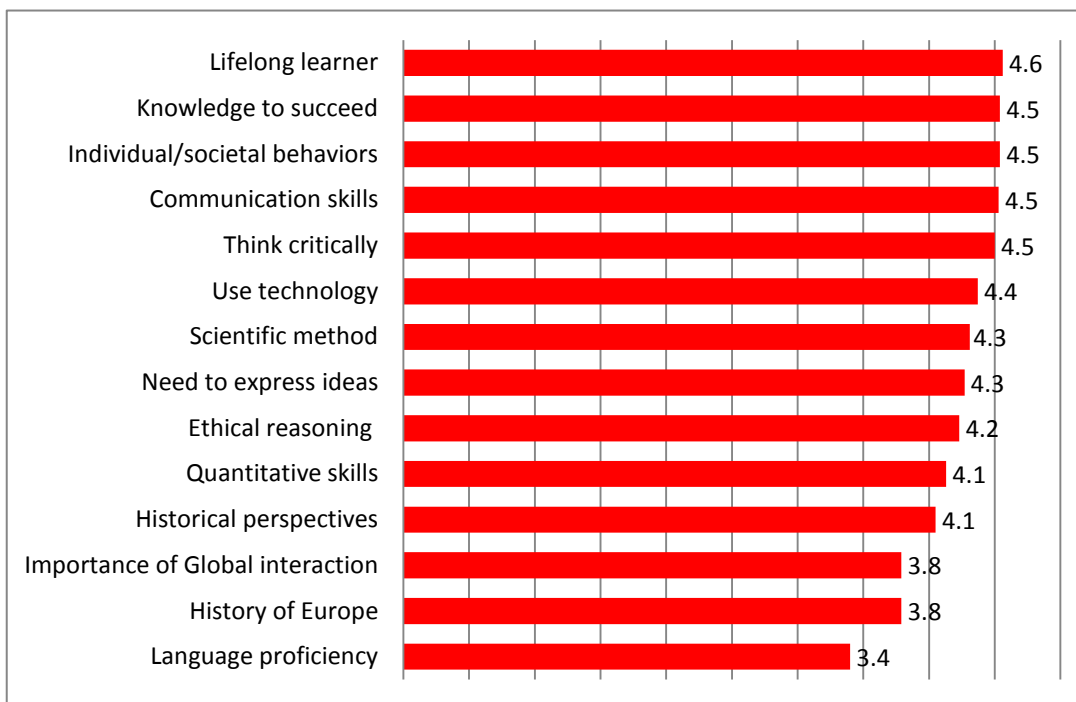 Lifelong learner 4.6
Knowledge to succeed 4.5
Individual/societal behaviors 4.5
Communication skills 4.5
Think critically 4.5
Use technology 4.4
Scientific method 4.3
Need to express ideas 4.3
Ethical reasoning 4.2
Quantitative skills 4.1
Historical perspectives 4.1
Importance of Global interaction 3.8
History of Europe 3.8
Language proficiency 3.4